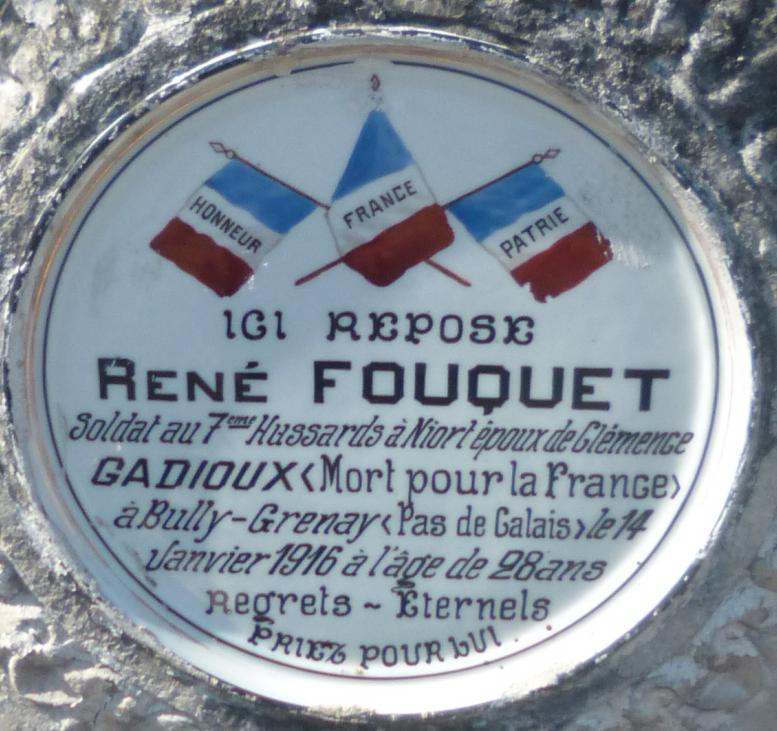 HONNEUR
FRANCE
PATRIE
ICI REPOSE
RENÉ FOUQUET
Soldat au 7eme Hussards à Niort époux de Clémence
GADIOUX <Mort pour la France>
à Bully-Grenay <Pas de Calais> le 14
Janvier 1916 à l'âge de 28 ans
Regrets ~ Éternels
PRIEZ POUR LUI